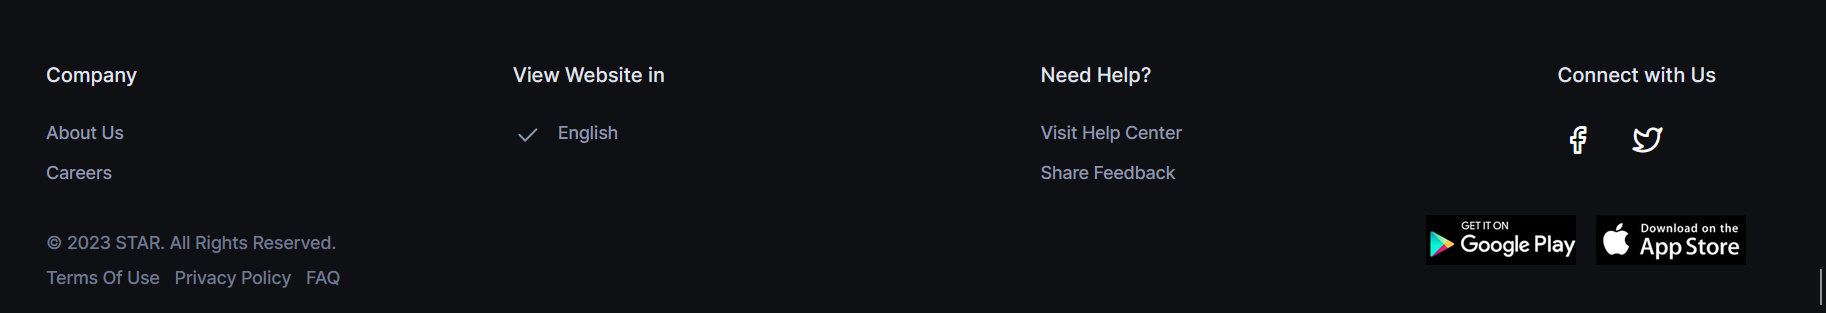 Company
About Us
Careers
View Website in
English
Need Help?
Visit Help Center
Share Feedback
Connect with Us
© 2023 STAR. All Rights Reserved.
Terms Of Use Privacy Policy FAQ
GET IT ON
Google Play
Download on the
App Store